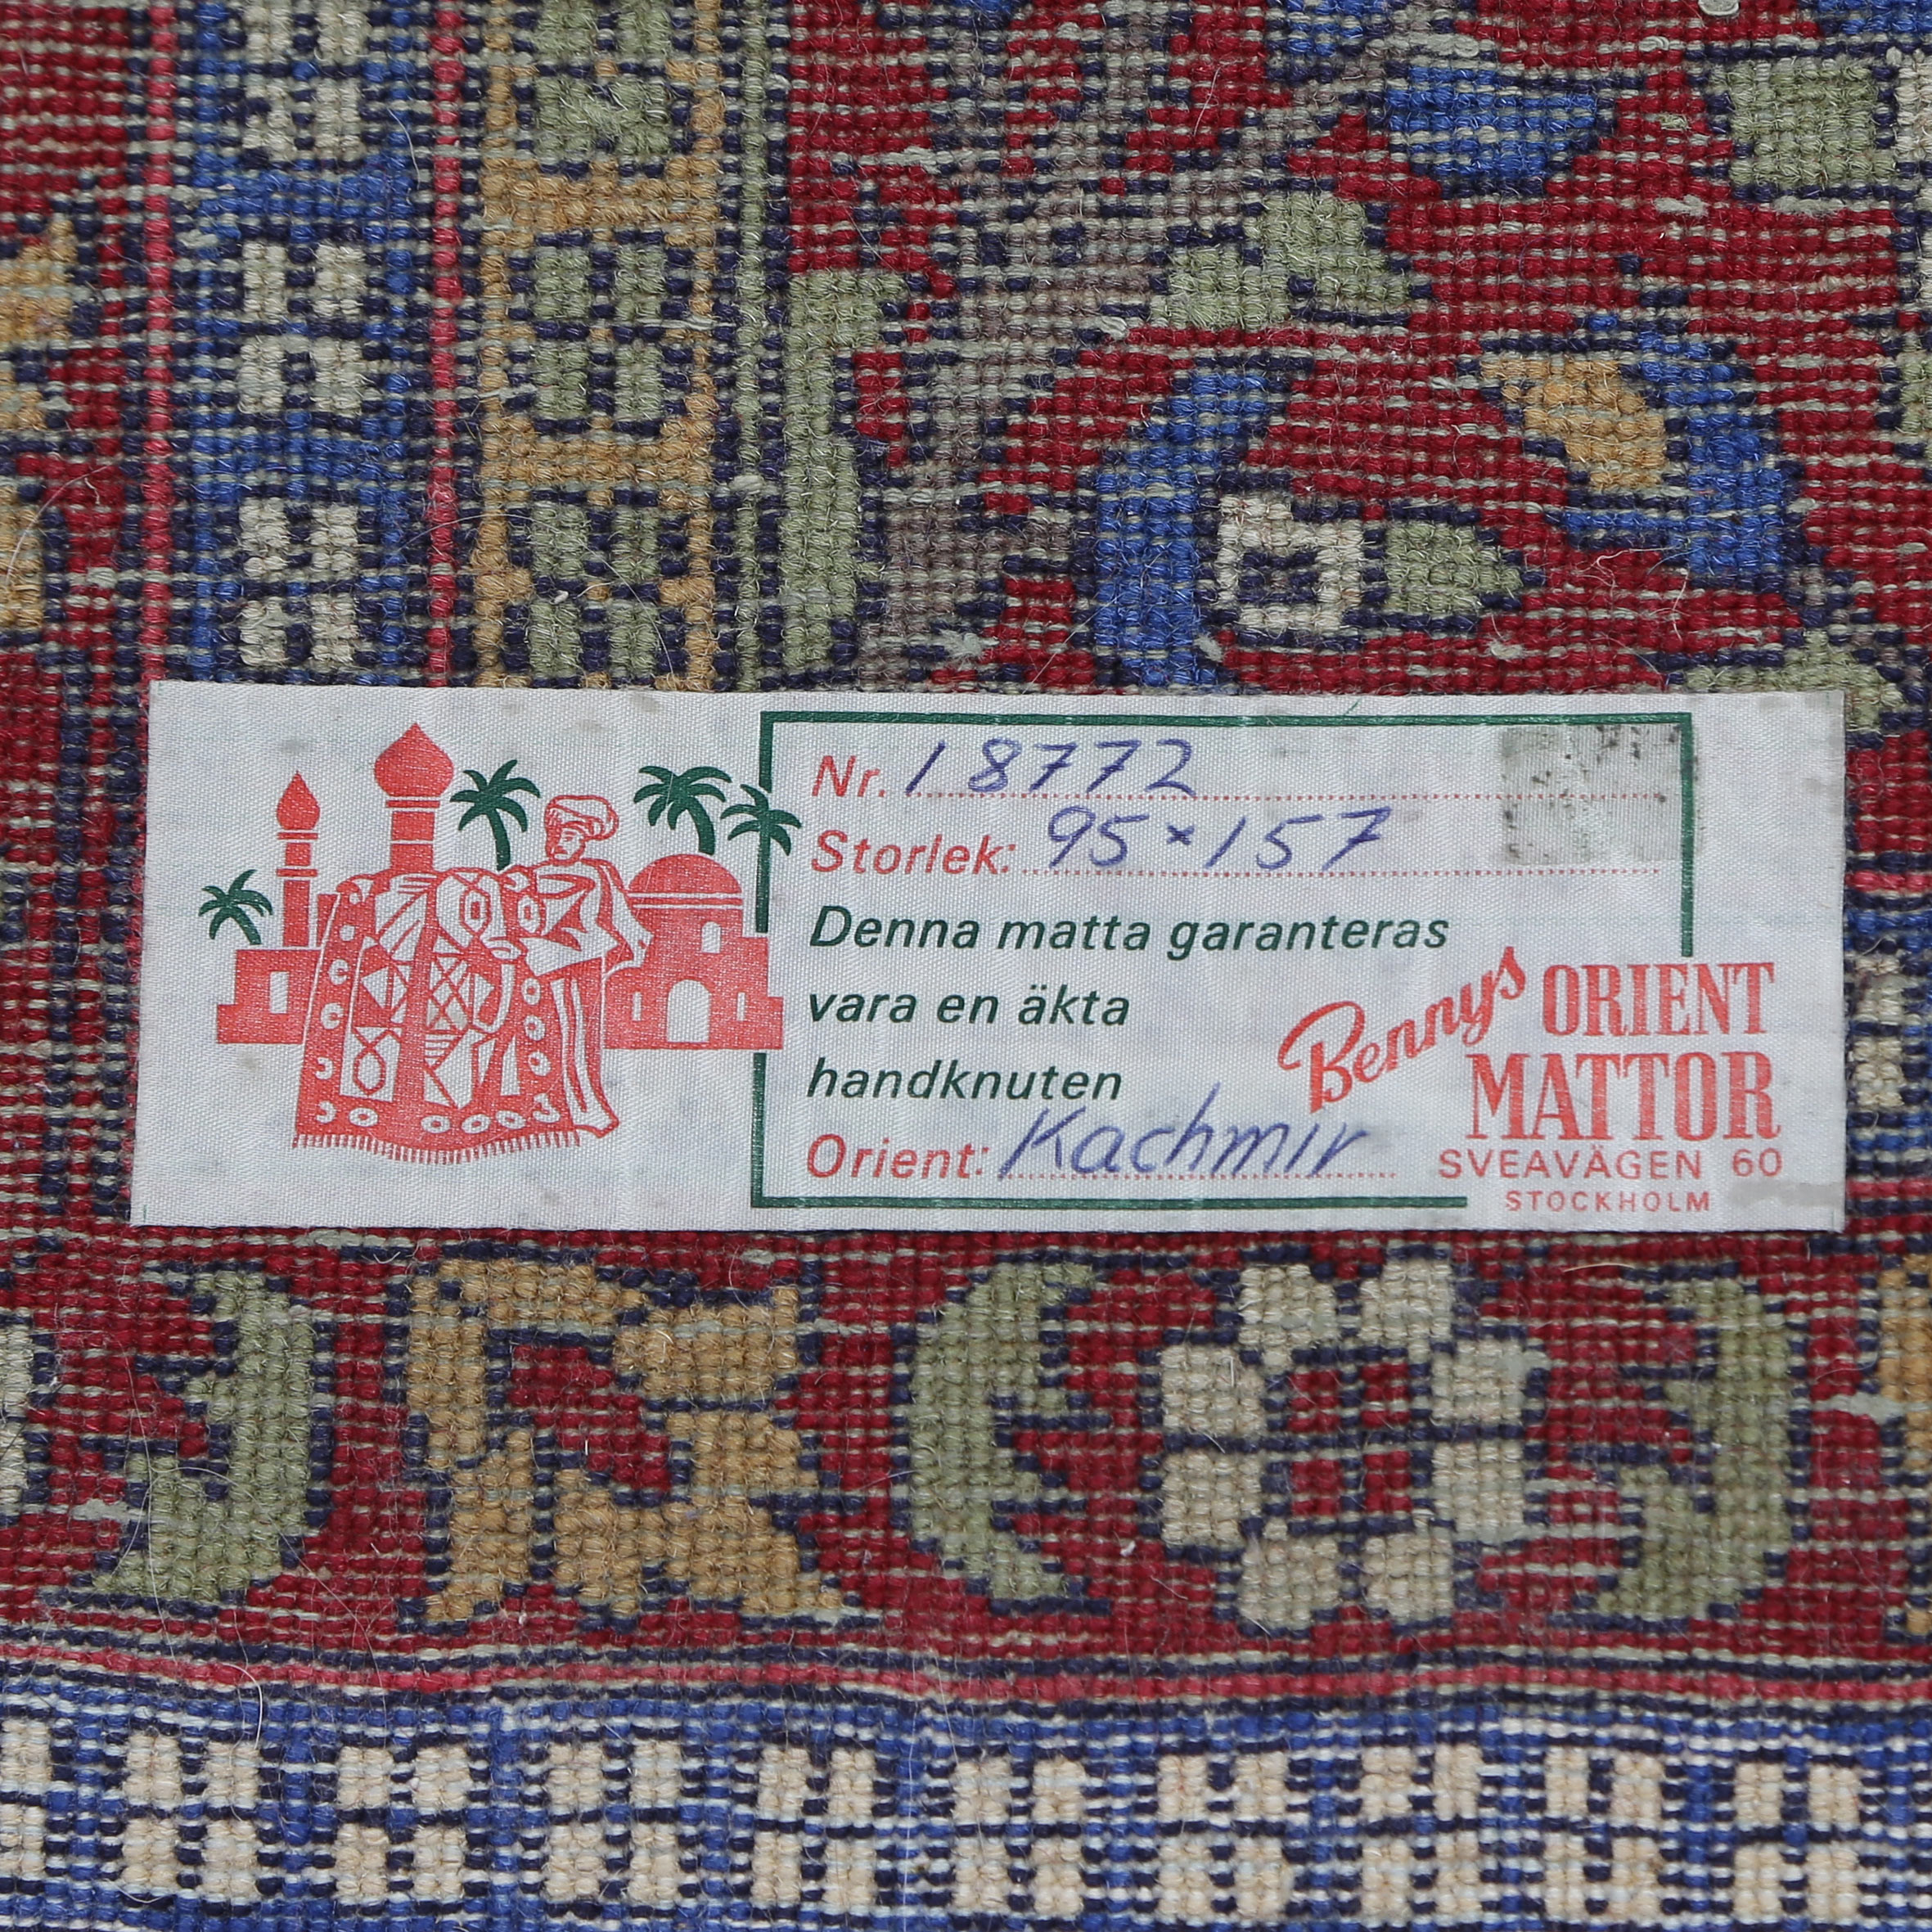 Nr. 18772
Storlek: 95 × 157
Denna matta garanteras
vara en äkta
handknuten
Orient: Kachmir
Bennys ORIENT
MATTOR
SVEAVÄGEN 60
STOCKHOLM